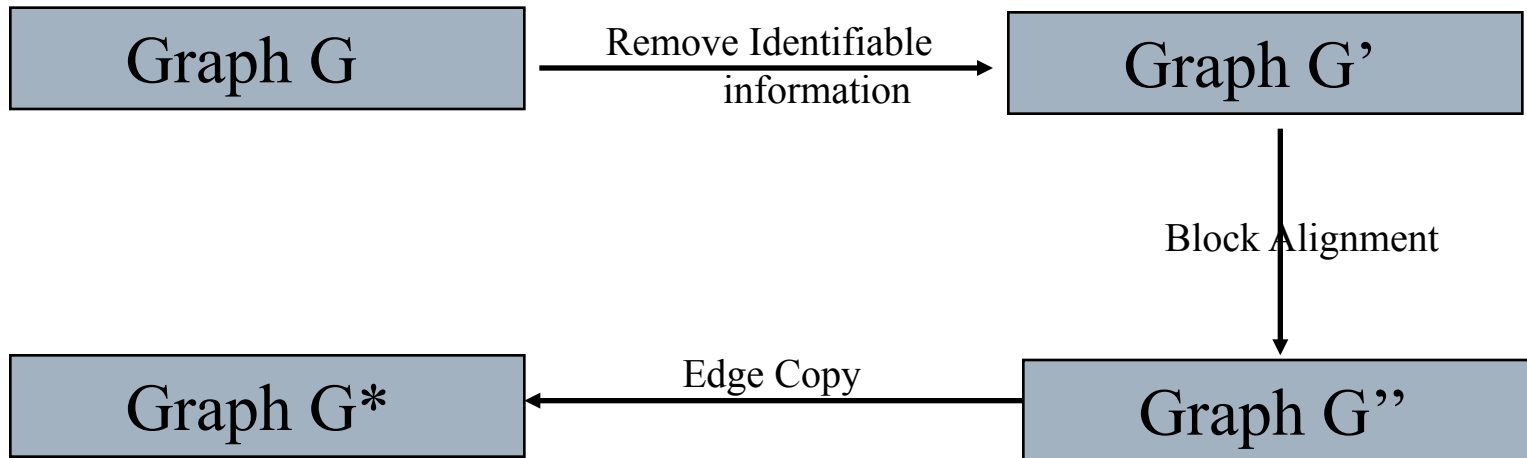 Graph G
Remove Identifiable
information
Graph G’
Block Alignment
Edge Copy
Graph G*
Graph G’’